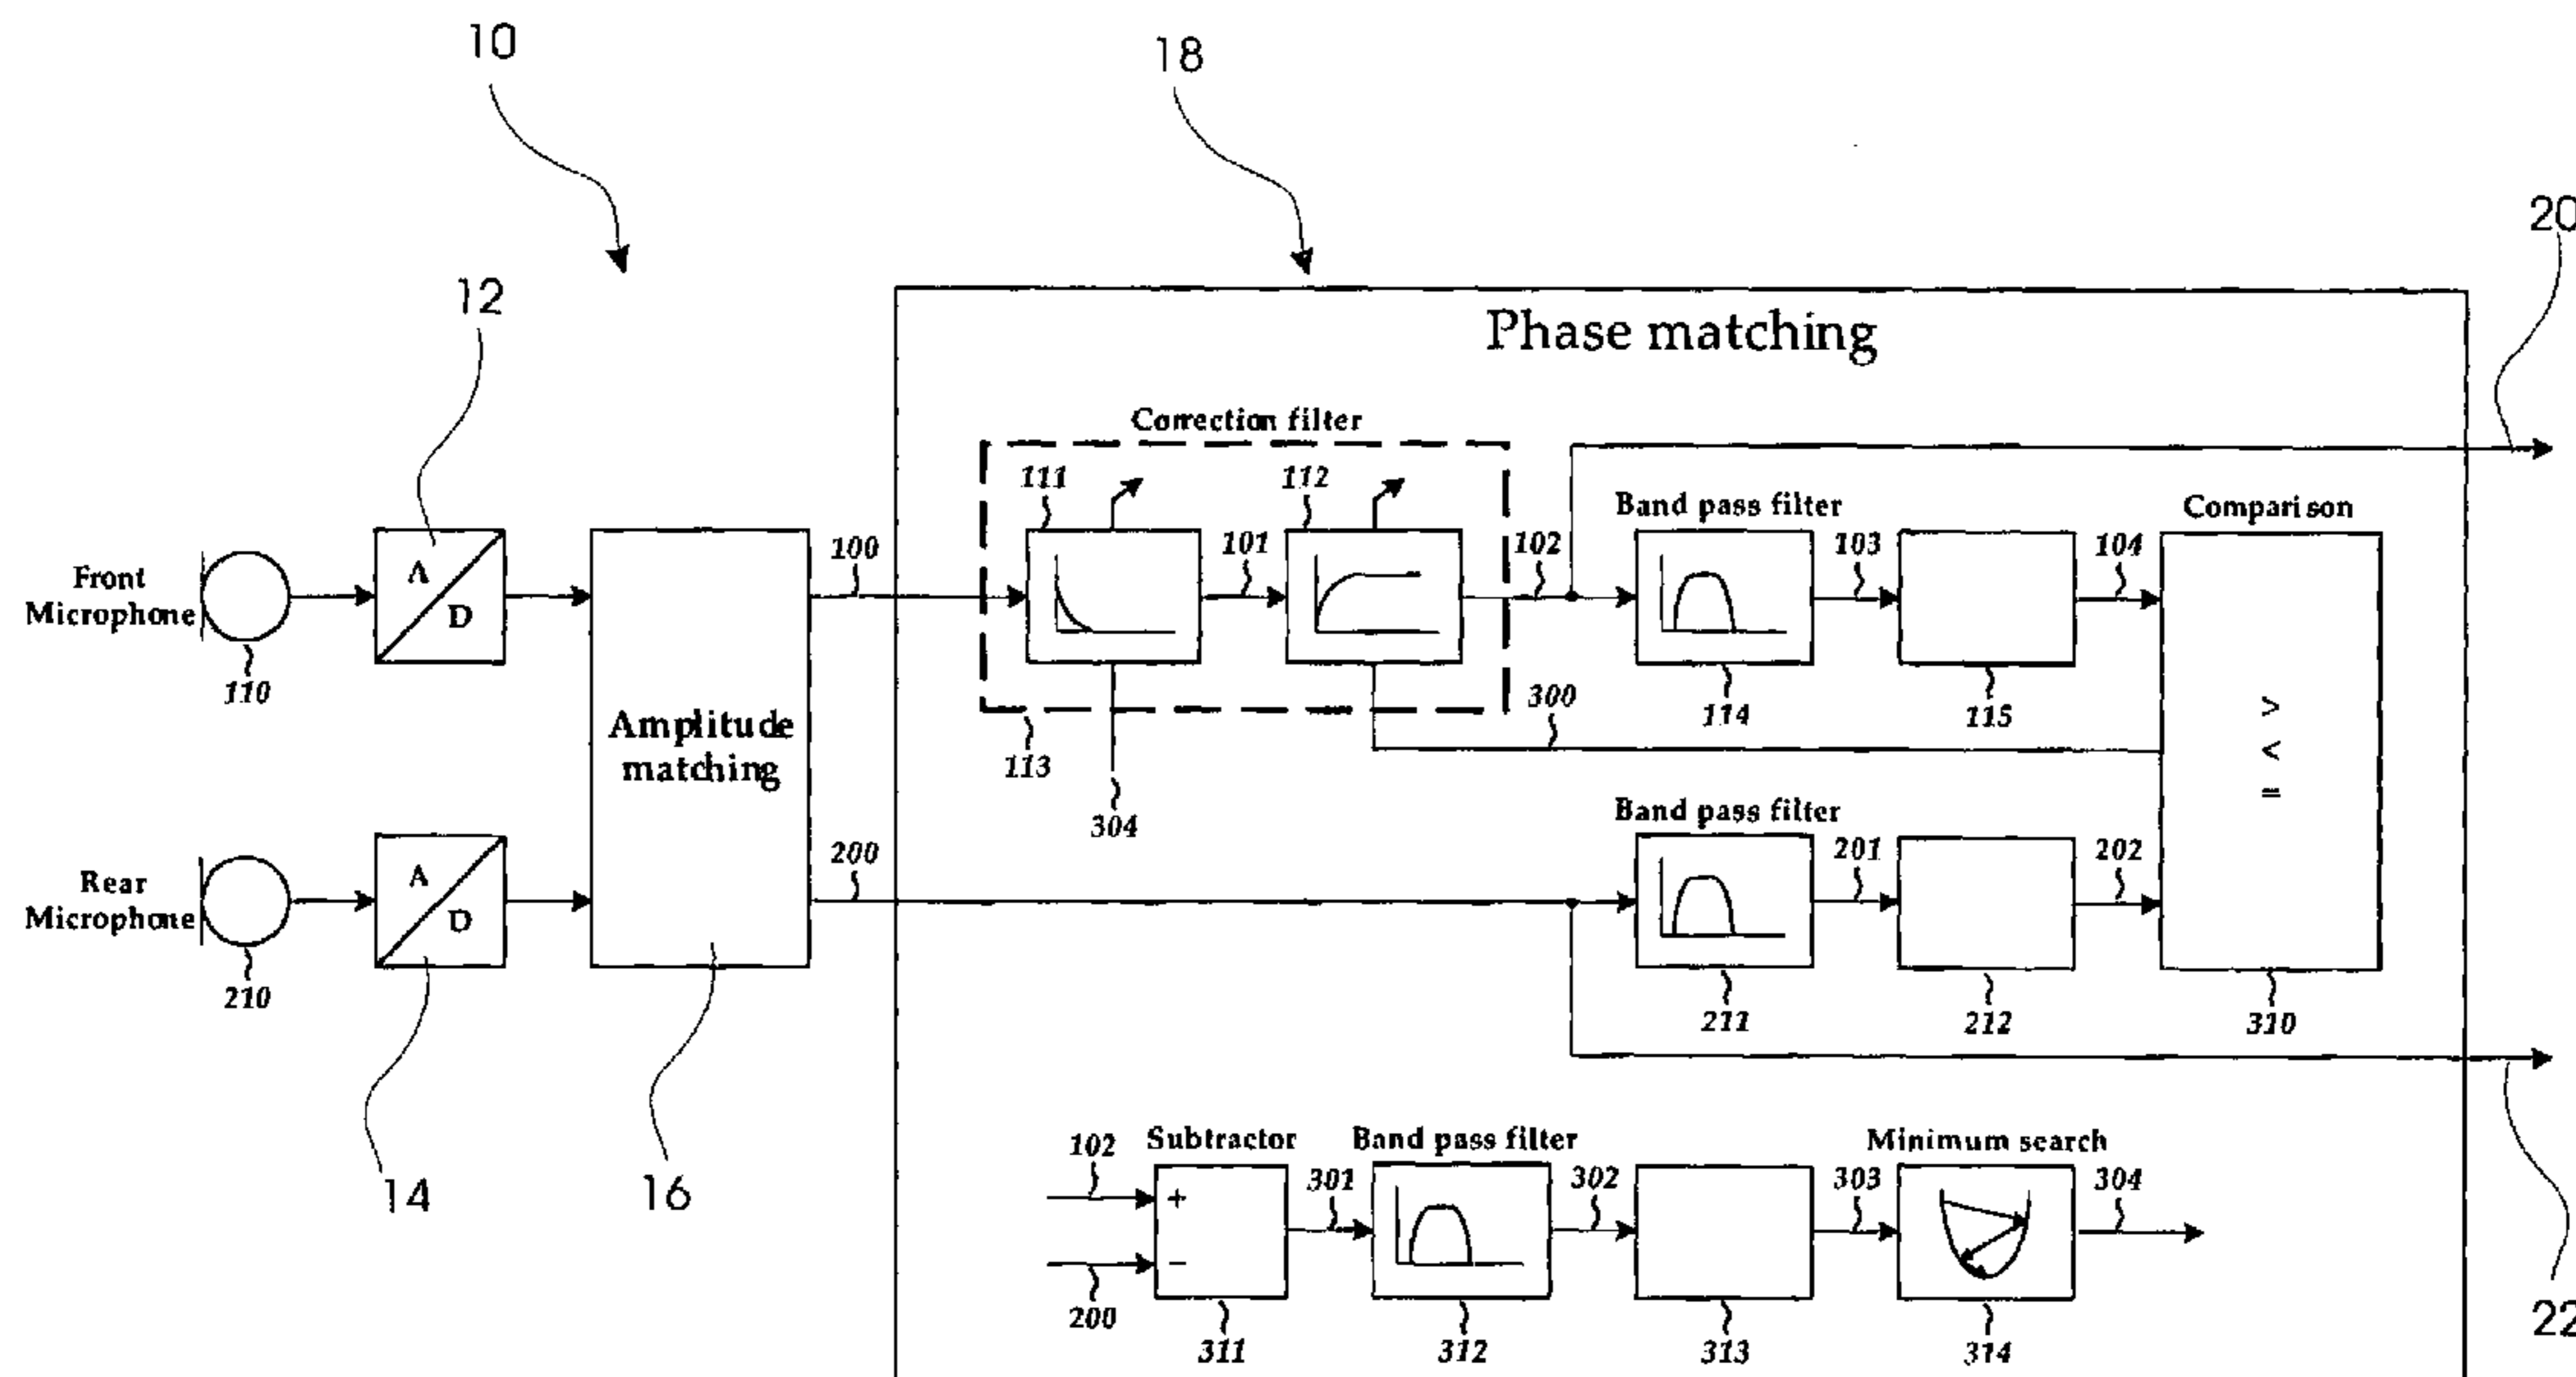 10
18
20
12
Phase matching
Correction filter
111
112
Band pass filter
Comparison
100
101
102
103
104
Front
Microphone
A
D
110
Amplitude
matching
113
304
300
114
115
>
<
=
Band pass filter
200
201
202
Rear
Microphone
A
D
210
211
212
310
14
16
102
Subtractor
Band pass filter
Minimum search
+
−
301
302
303
304
200
311
312
313
314
22